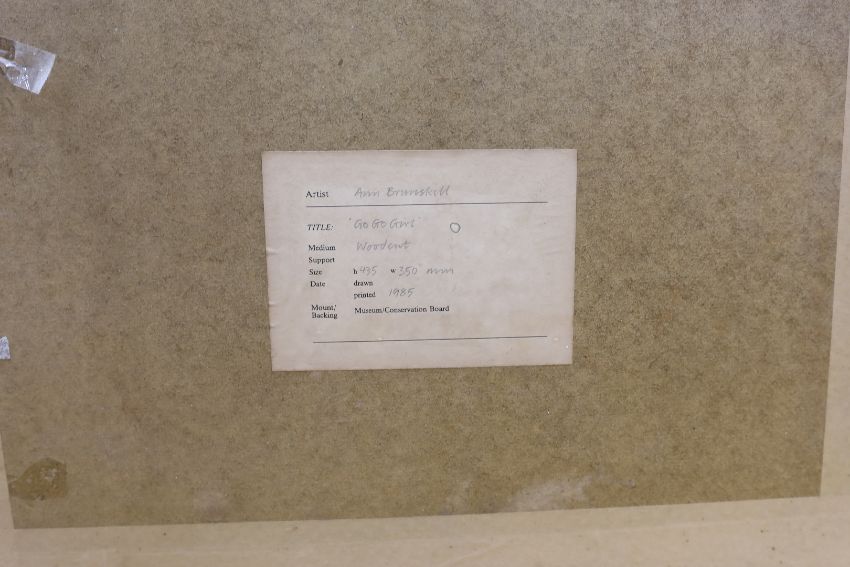 Artist Ann Brunskill
TITLE: "Go Go Girl"
Medium Woodcut
Support
Size h 435 w 350 mm
Date drawn
printed 1985
Mount/ Museum/Conservation Board
Backing